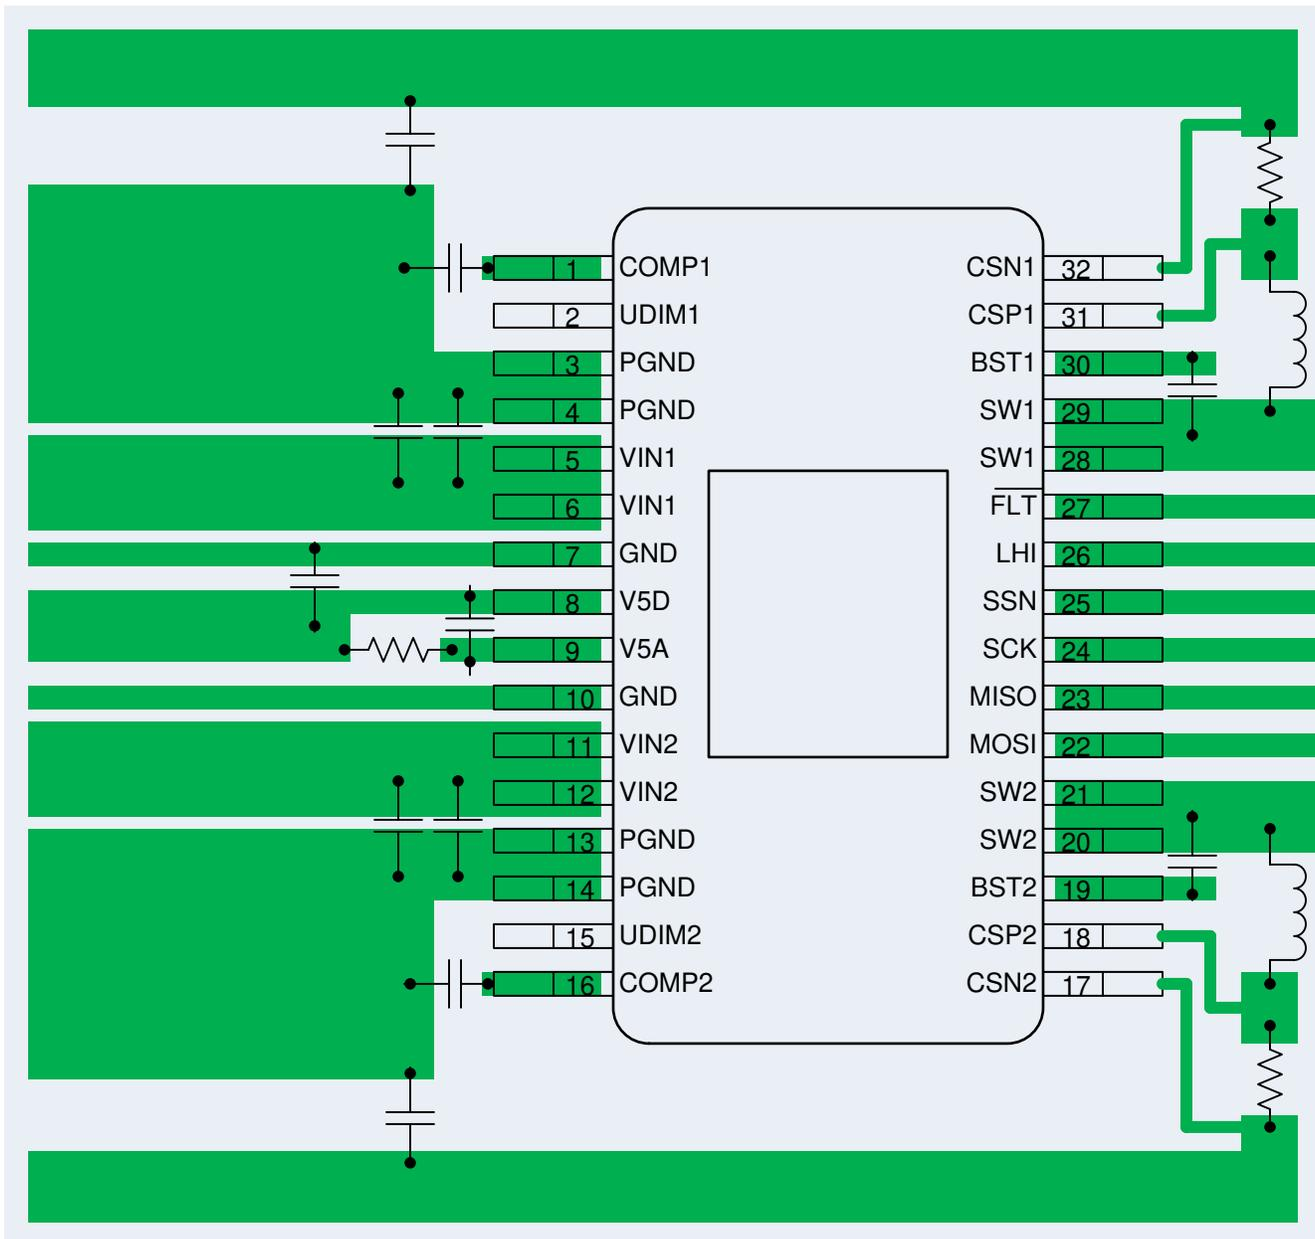 1 COMP1 CSN1 32
2 UDIM1 CSP1 31
3 PGND BST1 30
4 PGND SW1 29
5 VIN1 SW1 28
6 VIN1 FLT 27
7 GND LHI 26
8 V5D SSN 25
9 V5A SCK 24
10 GND MISO 23
11 VIN2 MOSI 22
12 VIN2 SW2 21
13 PGND SW2 20
14 PGND BST2 19
15 UDIM2 CSP2 18
16 COMP2 CSN2 17